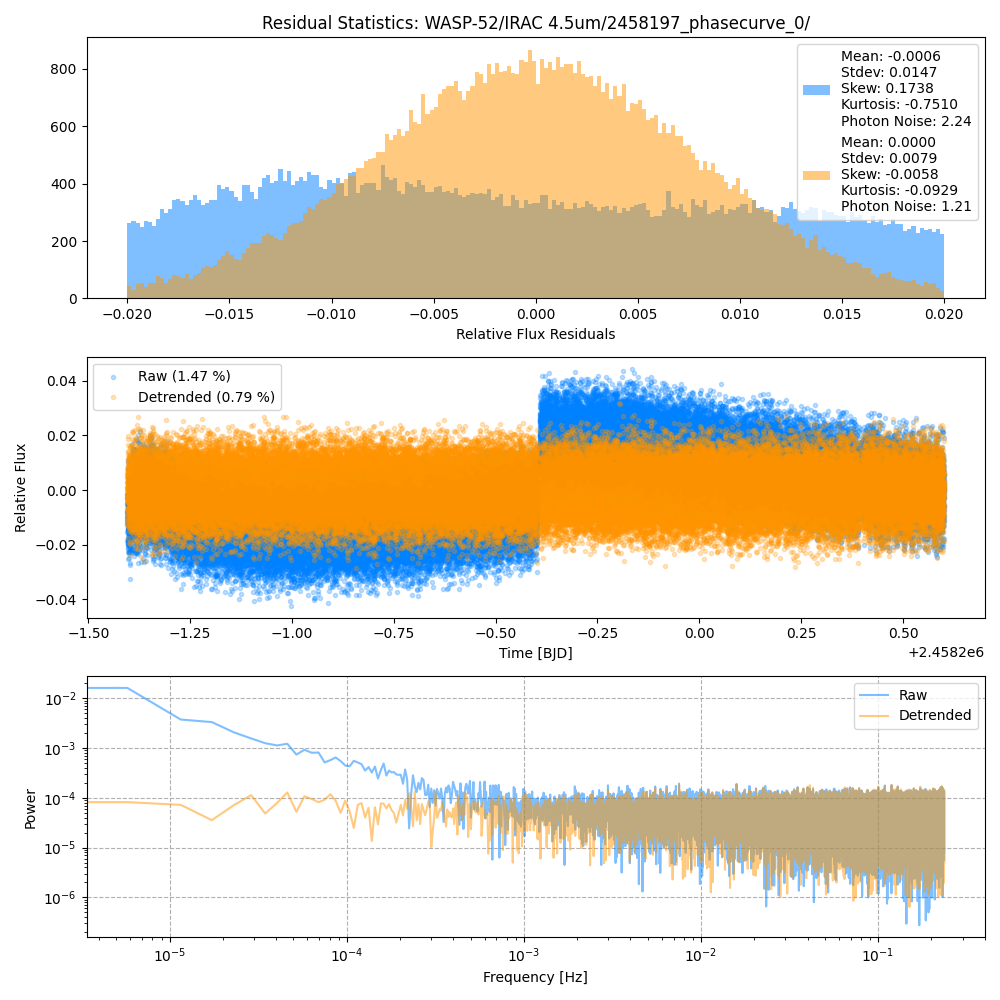 Residual Statistics: WASP-52/IRAC 4.5um/2458197_phasecurve_0/
Mean: -0.0006
Stdev: 0.0147
Skew: 0.1738
Kurtosis: -0.7510
Photon Noise: 2.24
Mean: 0.0000
Stdev: 0.0079
Skew: -0.0058
Kurtosis: -0.0929
Photon Noise: 1.21
800
600
400
200
0
−0.020 −0.015 −0.010 −0.005 0.000 0.005 0.010 0.015 0.020
Relative Flux Residuals
Raw (1.47 %)
Detrended (0.79 %)
Relative Flux
0.04
0.02
0.00
−0.02
−0.04
−1.50 −1.25 −1.00 −0.75 −0.50 −0.25 0.00 0.25 0.50
Time [BJD]
+2.4582e6
Raw
Detrended
Power
10⁻²
10⁻³
10⁻⁴
10⁻⁵
10⁻⁶
10⁻⁵ 10⁻⁴ 10⁻³ 10⁻² 10⁻¹
Frequency [Hz]